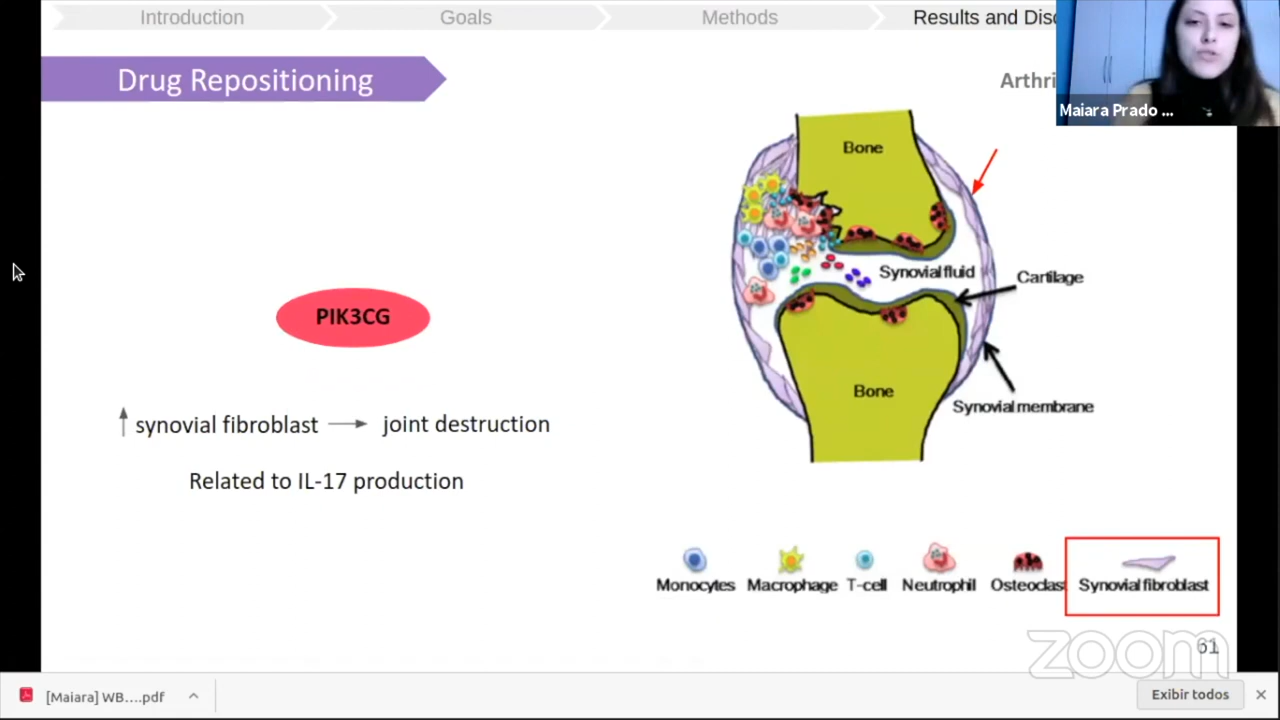 Introduction
Goals
Methods
Results and Disc
Drug Repositioning
Arthri
Maiara Prado ...
Bone
Synovial fluid
Cartilage
PIK3CG
Bone
Synovial membrane
synovial fibroblast
joint destruction
Related to IL-17 production
Monocytes
Macrophage
T-cell
Neutrophil
Osteoclast
Synovial fibroblast
zoom
61
[Maiara] WB....pdf
Exibir todos